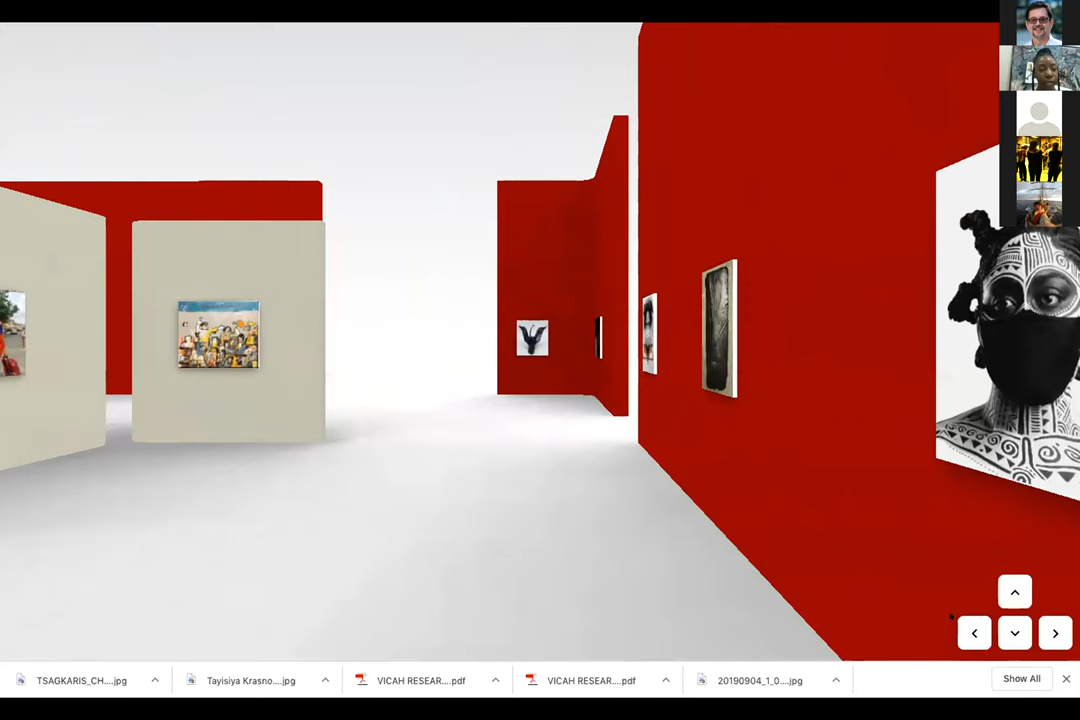 TSAGKARIS_CH....jpg
Tayisiya Krasno....jpg
VICAH RESEAR....pdf
VICAH RESEAR....pdf
20190904_1_0....jpg
Show All